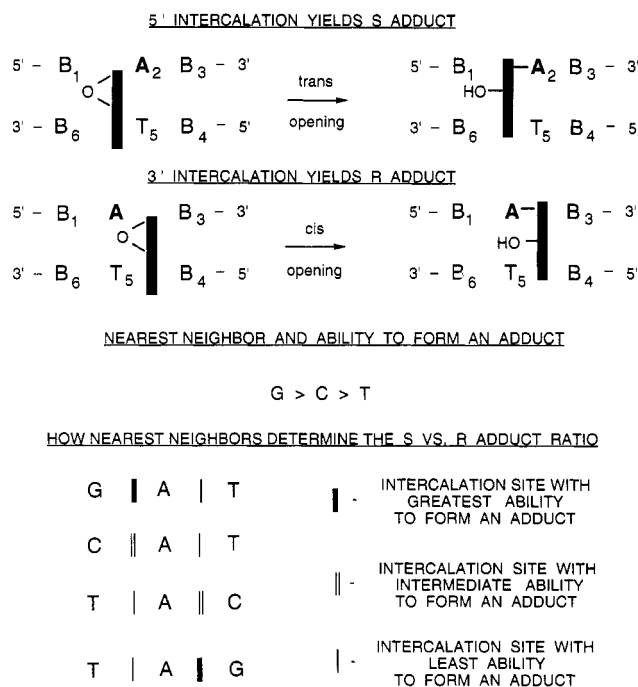 5' INTERCALATION YIELDS S ADDUCT
5' - B1 A2 B3 - 3' trans 5' - B1 A2 B3 - 3'
O HO
3' - B6 T5 B4 - 5' opening 3' - B6 T5 B4 - 5'
3' INTERCALATION YIELDS R ADDUCT
5' - B1 A B3 - 3' cis 5' - B1 A B3 - 3'
O HO
3' - B6 T5 B4 - 5' opening 3' - B6 T5 B4 - 5'
NEAREST NEIGHBOR AND ABILITY TO FORM AN ADDUCT
G > C > T
HOW NEAREST NEIGHBORS DETERMINE THE S VS. R ADDUCT RATIO
G A T
C A T
T A C
T A G
- INTERCALATION SITE WITH
GREATEST ABILITY
TO FORM AN ADDUCT
- INTERCALATION SITE WITH
INTERMEDIATE ABILITY
TO FORM AN ADDUCT
- INTERCALATION SITE WITH
LEAST ABILITY
TO FORM AN ADDUCT